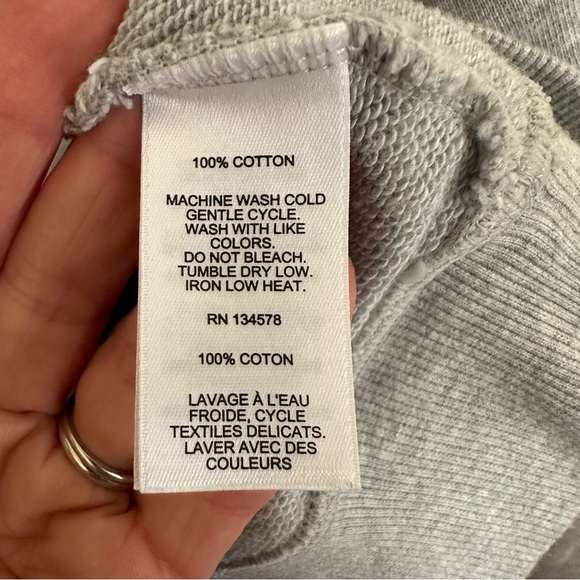 100% COTTON
MACHINE WASH COLD
GENTLE CYCLE.
WASH WITH LIKE
COLORS.
DO NOT BLEACH.
TUMBLE DRY LOW.
IRON LOW HEAT.
RN 134578
100% COTON
LAVAGE À L'EAU
FROIDE, CYCLE
TEXTILES DELICATS.
LAVER AVEC DES
COULEURS